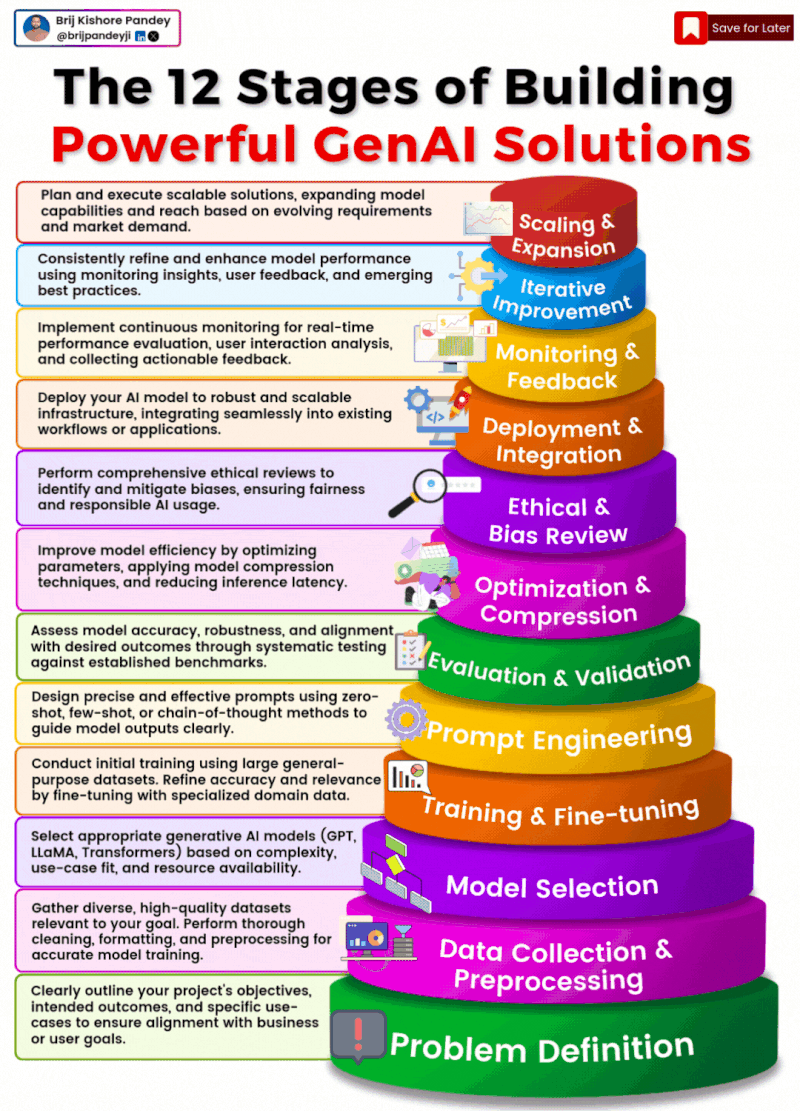 Brij Kishore Pandey
@brijpandeyji in X
Save for Later
The 12 Stages of Building
Powerful GenAI Solutions
Plan and execute scalable solutions, expanding model
capabilities and reach based on evolving requirements
and market demand.
Scaling &
Expansion
Consistently refine and enhance model performance
using monitoring insights, user feedback, and emerging
best practices.
Iterative
Improvement
Implement continuous monitoring for real-time
performance evaluation, user interaction analysis,
and collecting actionable feedback.
Monitoring &
Feedback
Deploy your AI model to robust and scalable
infrastructure, integrating seamlessly into existing
workflows or applications.
</>
Deployment &
Integration
Perform comprehensive ethical reviews to
identify and mitigate biases, ensuring fairness
and responsible AI usage.
Ethical &
Bias Review
Improve model efficiency by optimizing
parameters, applying model compression
techniques, and reducing inference latency.
Optimization &
Compression
Assess model accuracy, robustness, and alignment
with desired outcomes through systematic testing
against established benchmarks.
Evaluation & Validation
Design precise and effective prompts using zero-
shot, few-shot, or chain-of-thought methods to
guide model outputs clearly.
Prompt Engineering
Conduct initial training using large general-
purpose datasets. Refine accuracy and relevance
by fine-tuning with specialized domain data.
Training & Fine-tuning
Select appropriate generative AI models (GPT,
LLaMA, Transformers) based on complexity,
use-case fit, and resource availability.
Model Selection
Gather diverse, high-quality datasets
relevant to your goal. Perform thorough
cleaning, formatting, and preprocessing for
accurate model training.
Data Collection &
Preprocessing
Clearly outline your project's objectives,
intended outcomes, and specific use-
cases to ensure alignment with business
or user goals.
!
Problem Definition